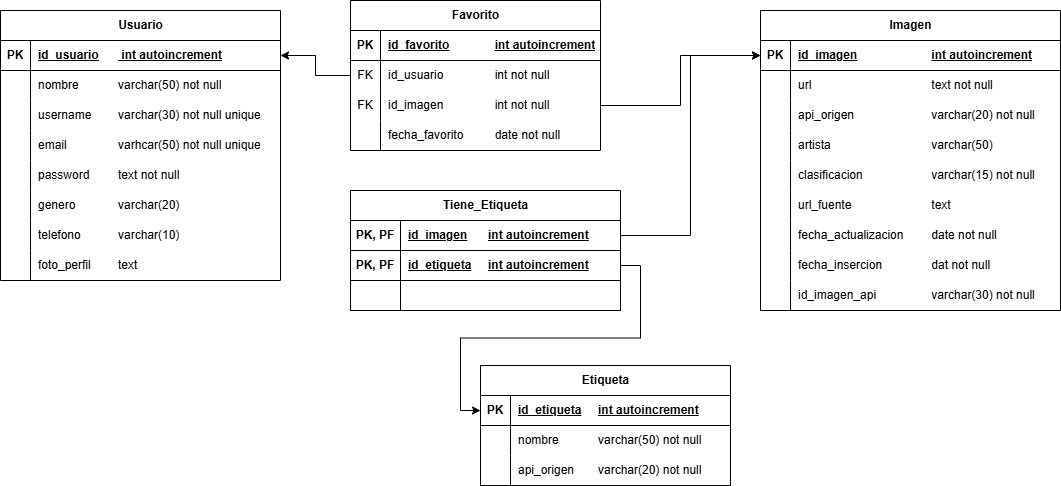 Usuario
PK id_usuario int autoincrement
nombre varchar(50) not null
username varchar(30) not null unique
email varhcar(50) not null unique
password text not null
genero varchar(20)
telefono varchar(10)
foto_perfil text
Favorito
PK id_favorito int autoincrement
FK id_usuario int not null
FK id_imagen int not null
fecha_favorito date not null
Imagen
PK id_imagen int autoincrement
url text not null
api_origen varchar(20) not null
artista varchar(50)
clasificacion varchar(15) not null
url_fuente text
fecha_actualizacion date not null
fecha_insercion dat not null
id_imagen_api varchar(30) not null
Tiene_Etiqueta
PK, PF id_imagen int autoincrement
PK, PF id_etiqueta int autoincrement
Etiqueta
PK id_etiqueta int autoincrement
nombre varchar(50) not null
api_origen varchar(20) not null